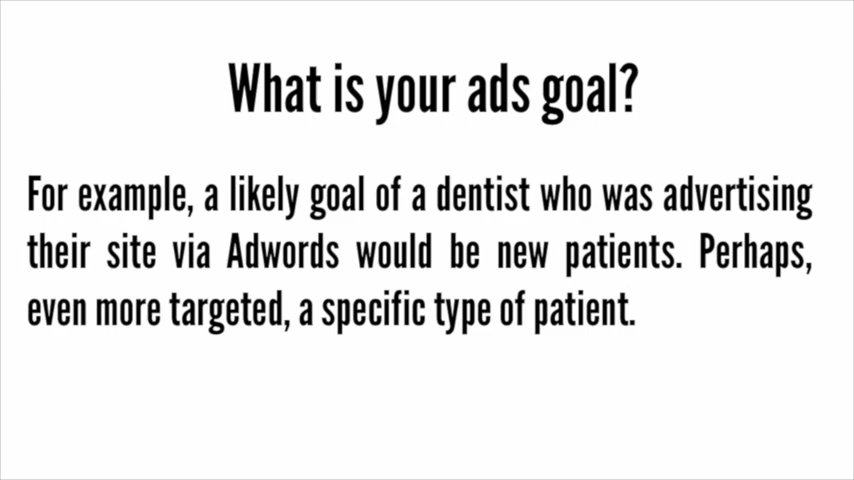 What is your ads goal?
For example, a likely goal of a dentist who was advertising
their site via Adwords would be new patients. Perhaps,
even more targeted, a specific type of patient.